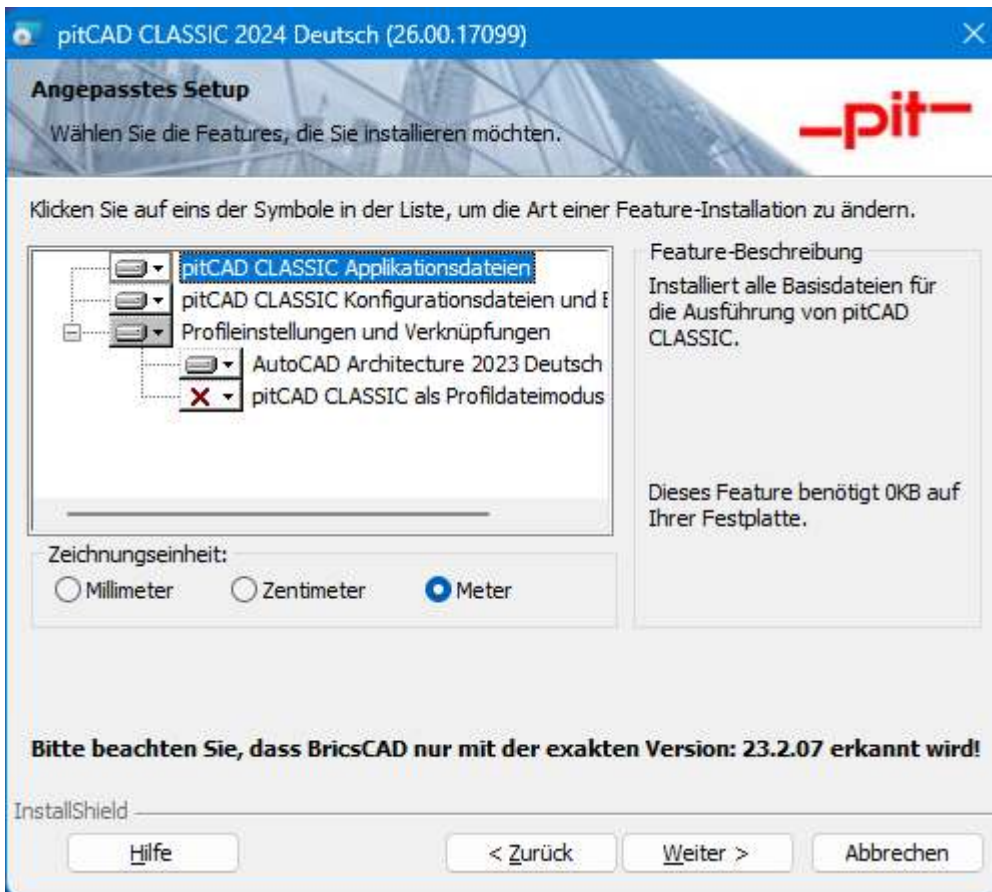 pitCAD CLASSIC 2024 Deutsch (26.00.17099)
Angepasstes Setup
Wählen Sie die Features, die Sie installieren möchten.
pit
Klicken Sie auf eins der Symbole in der Liste, um die Art einer Feature-Installation zu ändern.
pitCAD CLASSIC Applikationsdateien
pitCAD CLASSIC Konfigurationsdateien und
Profileinstellungen und Verknüpfungen
AutoCAD Architecture 2023 Deutsch
pitCAD CLASSIC als Profildateimodus
Feature-Beschreibung
Installiert alle Basisdateien für
die Ausführung von pitCAD
CLASSIC.
Dieses Feature benötigt 0KB auf
Ihrer Festplatte.
Zeichnungseinheit:
Millimeter Zentimeter Meter
Bitte beachten Sie, dass BricsCAD nur mit der exakten Version: 23.2.07 erkannt wird!
InstallShield
Hilfe < Zurück Weiter > Abbrechen